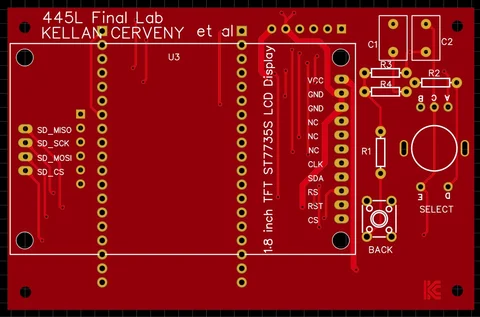 445L Final Lab
KELLAN CERVENY et al
U3
1.8 inch TFT ST7735S LCD Display
VCC
GND
GND
NC
NC
NC
CLK
SDA
RS
RST
CS
SD_MISO
SD_SCK
SD_MOSI
SD_CS
C1
C2
R3
R4
R2
B
A
C
R1
E
D
SELECT
BACK
KC